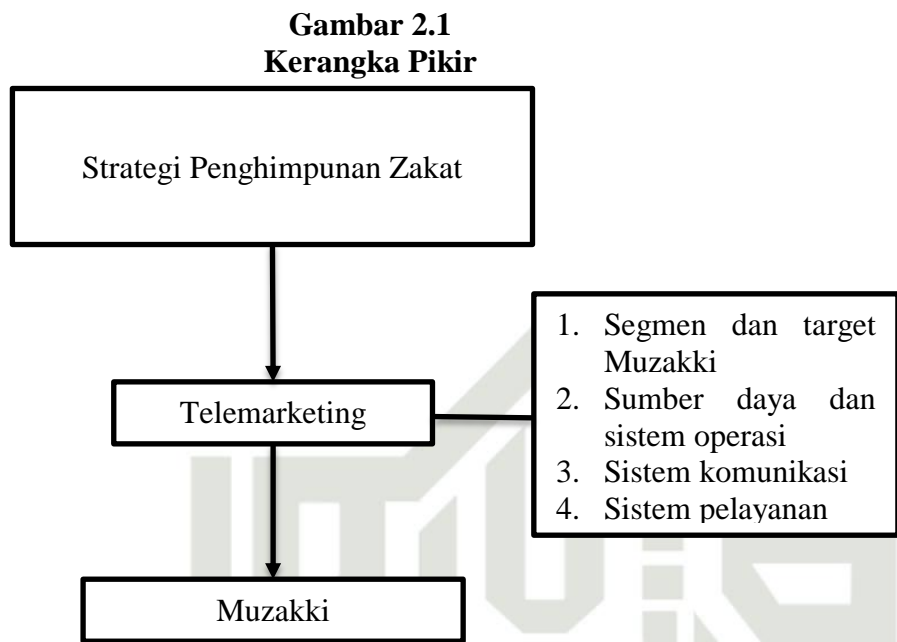 Gambar 2.1
Kerangka Pikir
Strategi Penghimpunan Zakat
Telemarketing
1. Segmen dan target
Muzakki
2. Sumber daya dan
sistem operasi
3. Sistem komunikasi
4. Sistem pelayanan
Muzakki